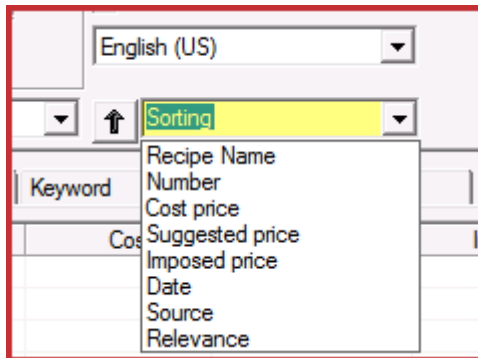 English (US)
Sorting
Recipe Name
Number
Keyword
Cost price
Cos
Suggested price
Imposed price
Date
Source
Relevance